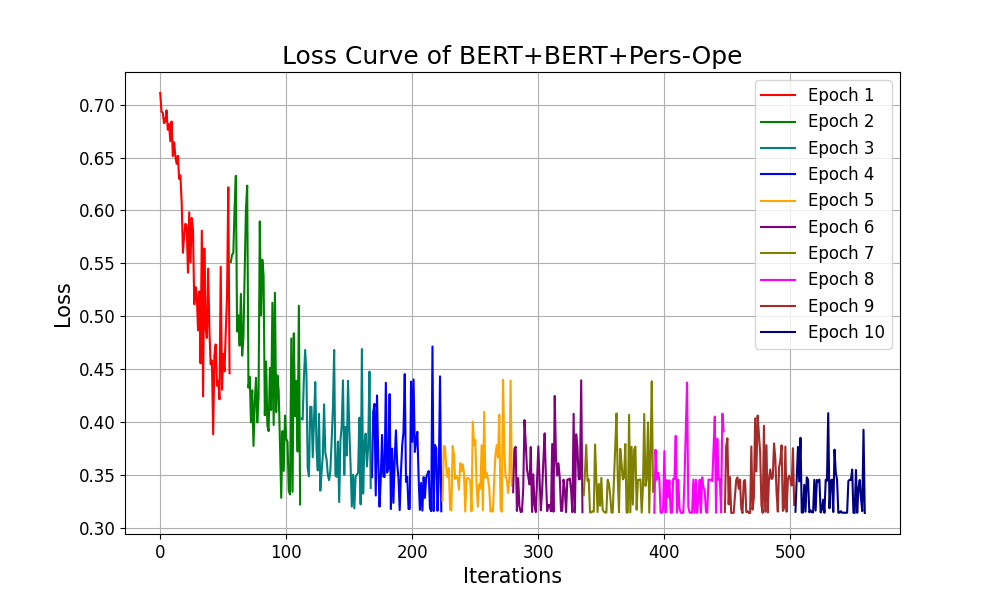 Loss Curve of BERT+BERT+Pers-Ope
Loss
0.70
0.65
0.60
0.55
0.50
0.45
0.40
0.35
0.30
Epoch 1
Epoch 2
Epoch 3
Epoch 4
Epoch 5
Epoch 6
Epoch 7
Epoch 8
Epoch 9
Epoch 10
0 100 200 300 400 500
Iterations